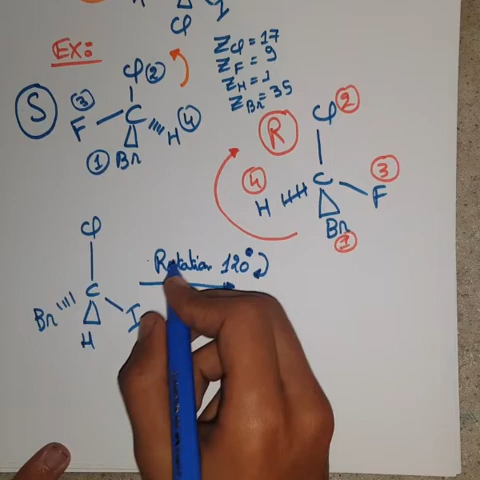 Cl
EX:
Z Cl = 17
Z F = 9
Z H = 1
Z Br = 35
S
Cl ②
③
F
C
H ④
① Br
R
Cl ②
④
H
C
③
F
Br
①
Cl
Br
C
I
H
Rotation 120°